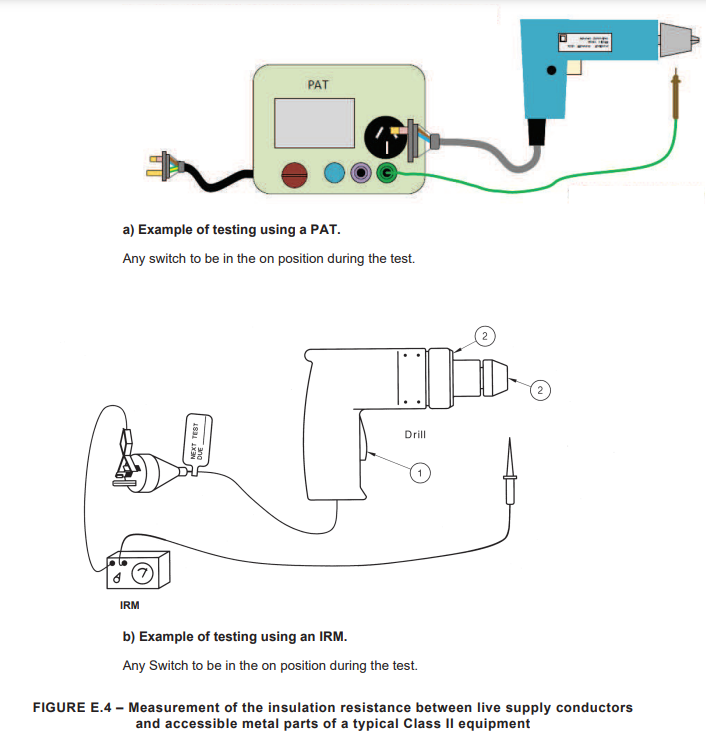 PAT
a) Example of testing using a PAT.
Any switch to be in the on position during the test.
2
2
NEXT TEST
DUE
Drill
1
IRM
b) Example of testing using an IRM.
Any Switch to be in the on position during the test.
FIGURE E.4 – Measurement of the insulation resistance between live supply conductors
and accessible metal parts of a typical Class II equipment